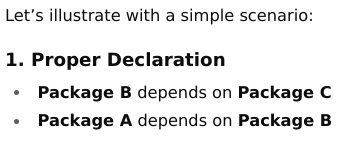 Let’s illustrate with a simple scenario:
1. Proper Declaration
• Package B depends on Package C
• Package A depends on Package B